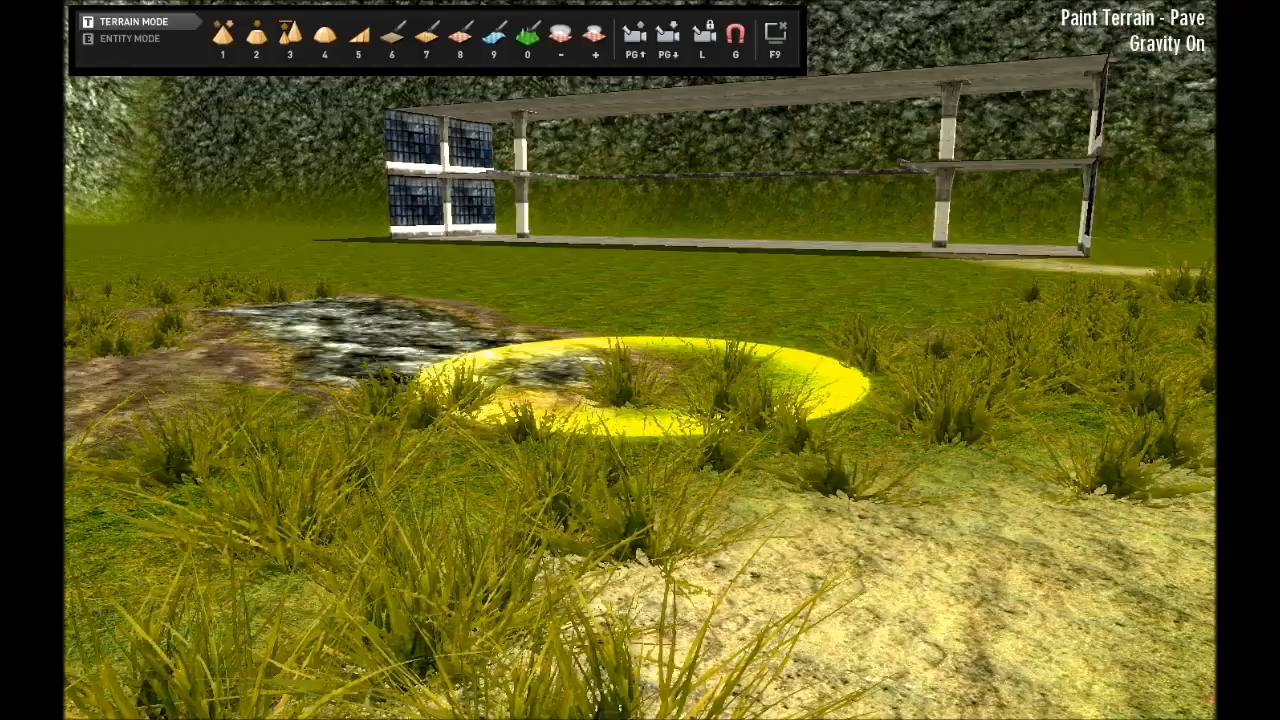 T TERRAIN MODE
E ENTITY MODE
1 2 3 4 5 6 7 8 9 0 - + PG↑ PG↓ L G F9
Paint Terrain - Pave
Gravity On